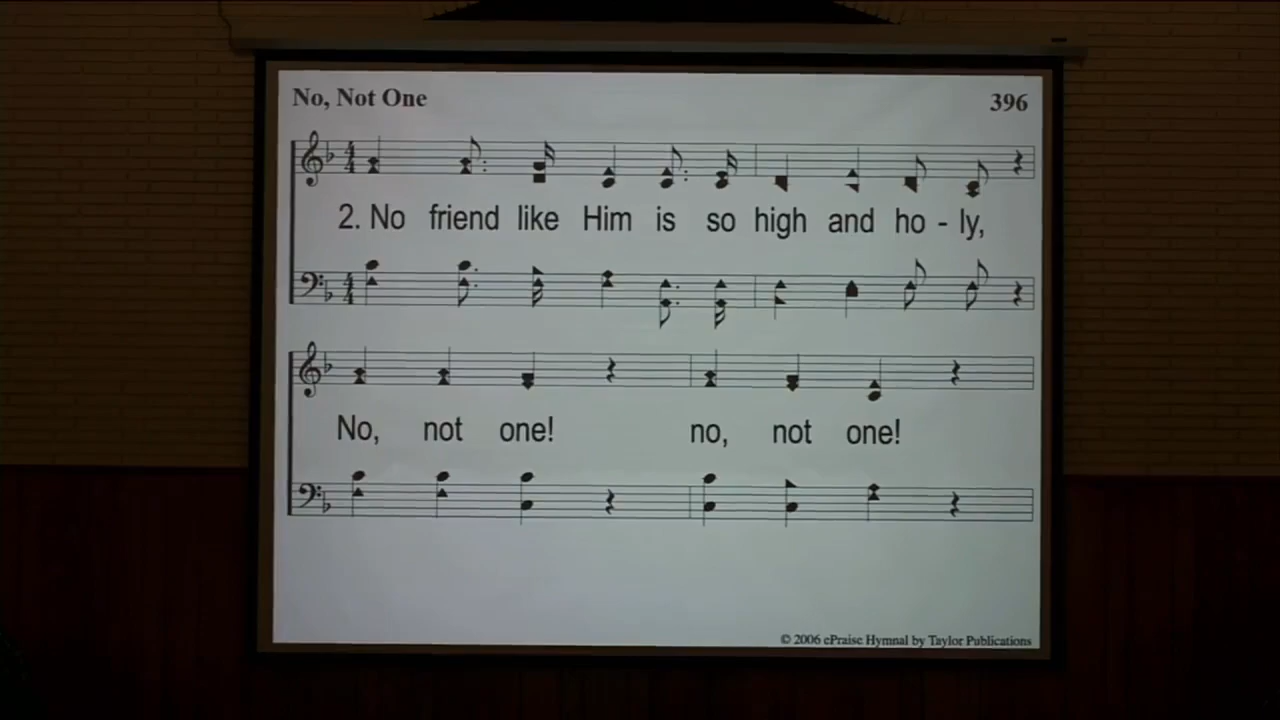 No, Not One 396
2. No friend like Him is so high and ho - ly,
No, not one! no, not one!
© 2006 ePraise Hymnal by Taylor Publications